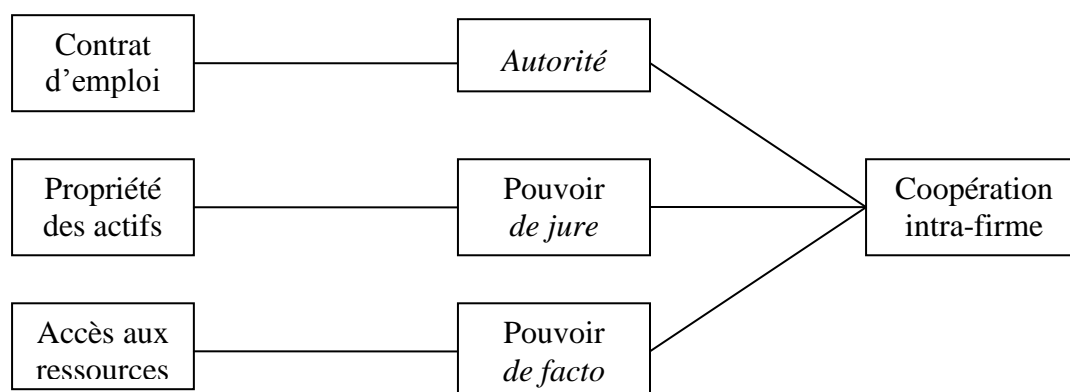 Contrat
d’emploi
Autorité
Propriété
des actifs
Pouvoir
de jure
Coopération
intra-firme
Accès aux
ressources
Pouvoir
de facto